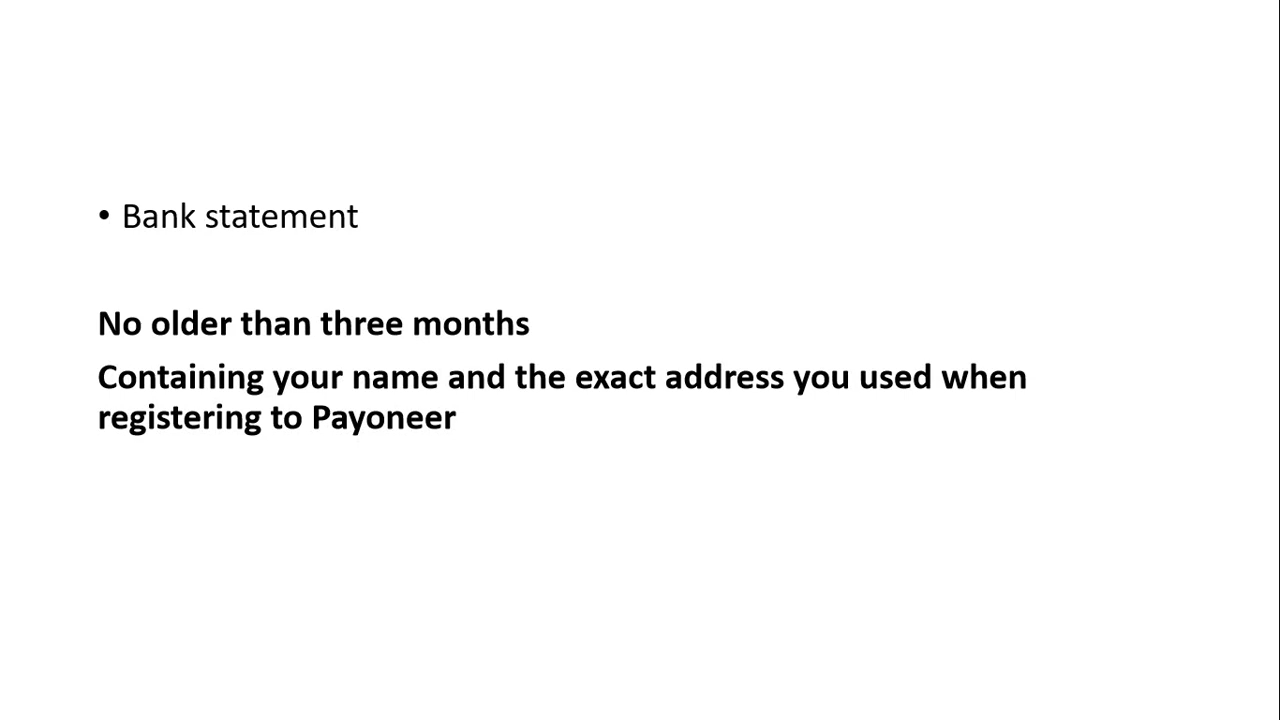 • Bank statement
No older than three months
Containing your name and the exact address you used when
registering to Payoneer